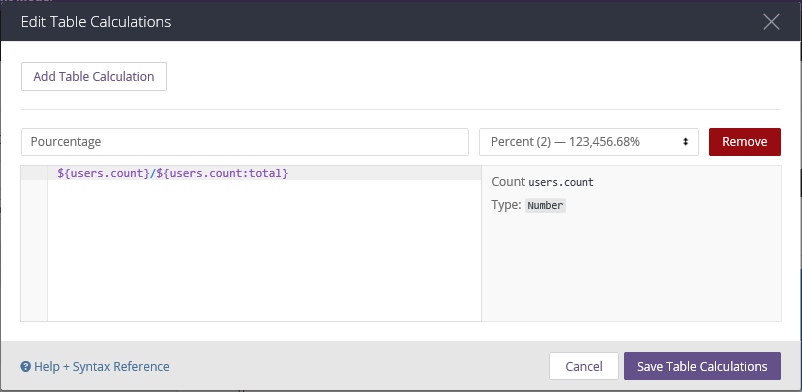 Edit Table Calculations
Add Table Calculation
Pourcentage
Percent (2) — 123,456.68%
Remove
${users.count}/${users.count:total}
Count users.count
Type: Number
Help + Syntax Reference
Cancel
Save Table Calculations